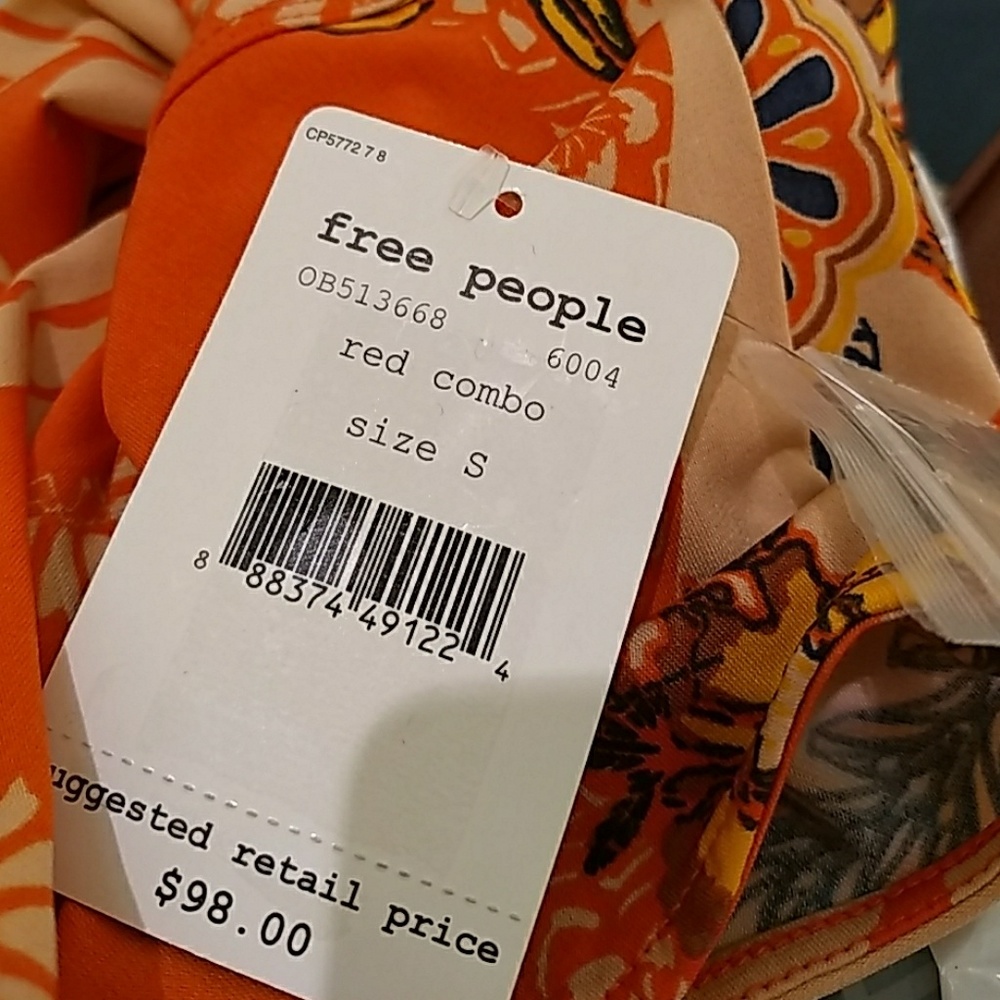 CP5772 7 8
free people
OB513668 6004
red combo
size S
8 88374 49122 4
uggested retail price
$98.00